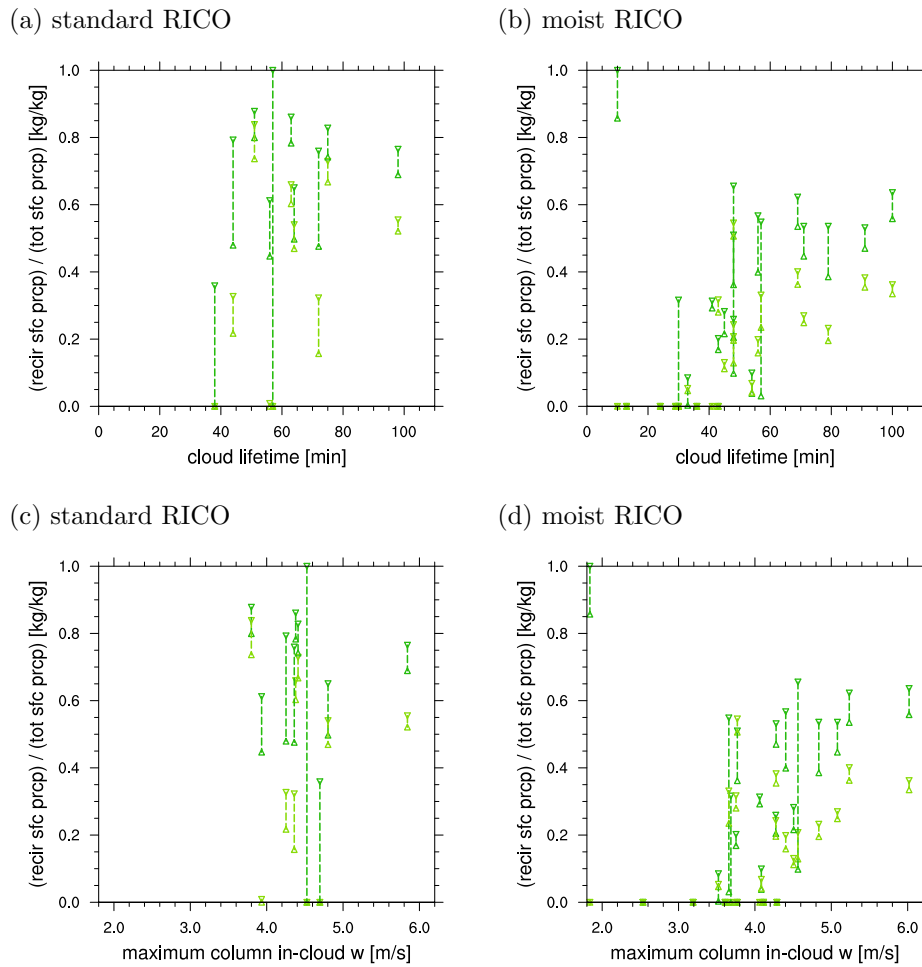 (a) standard RICO
(b) moist RICO
1.0
0.8
0.6
0.4
0.2
0.0
0 20 40 60 80 100
cloud lifetime [min]
(recir sfc prcp) / (tot sfc prcp) [kg/kg]
1.0
0.8
0.6
0.4
0.2
0.0
0 20 40 60 80 100
cloud lifetime [min]
(recir sfc prcp) / (tot sfc prcp) [kg/kg]
(c) standard RICO
(d) moist RICO
1.0
0.8
0.6
0.4
0.2
0.0
2.0 3.0 4.0 5.0 6.0
maximum column in-cloud w [m/s]
(recir sfc prcp) / (tot sfc prcp) [kg/kg]
1.0
0.8
0.6
0.4
0.2
0.0
2.0 3.0 4.0 5.0 6.0
maximum column in-cloud w [m/s]
(recir sfc prcp) / (tot sfc prcp) [kg/kg]